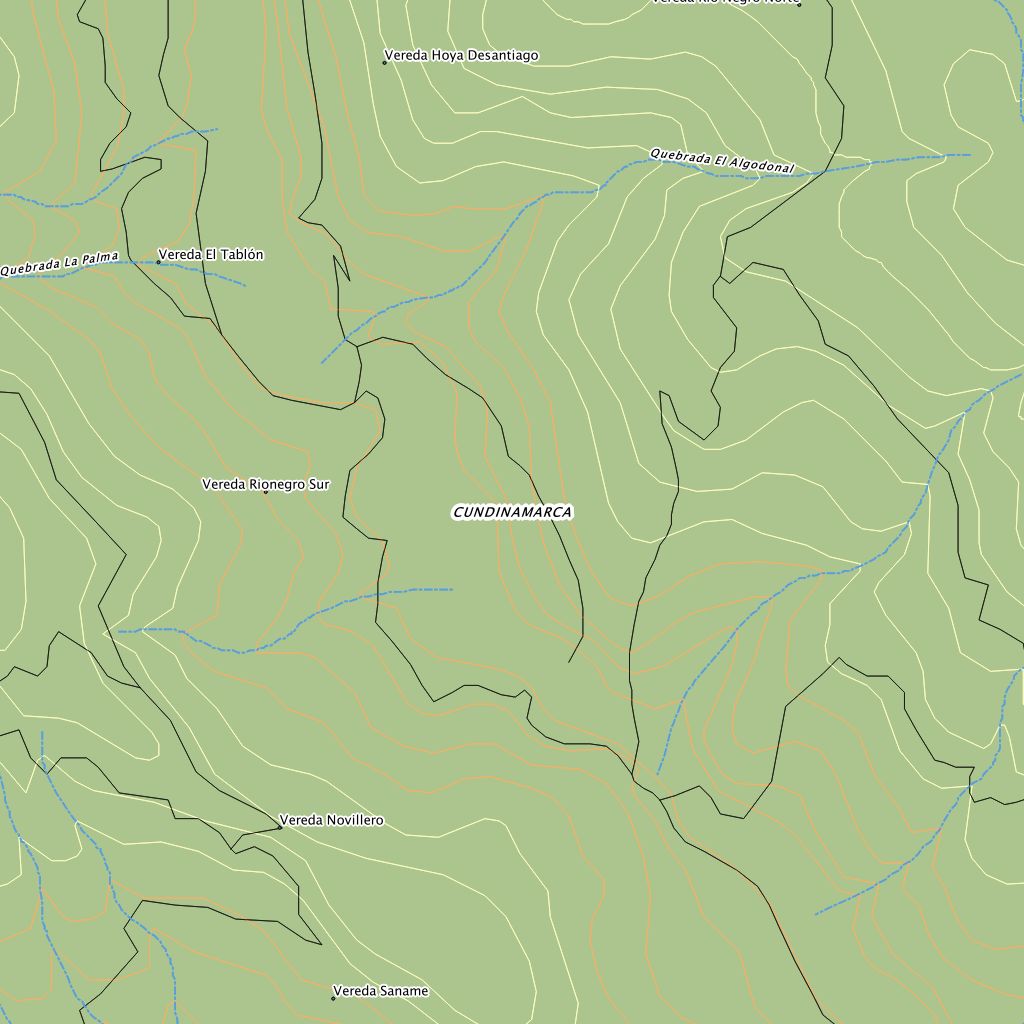 Vereda Río Negro Norte
Vereda Hoya Desantiago
Quebrada El Algodonal
Vereda El Tablón
Quebrada La Palma
Vereda Rionegro Sur
CUNDINAMARCA
Vereda Novillero
Vereda Saname